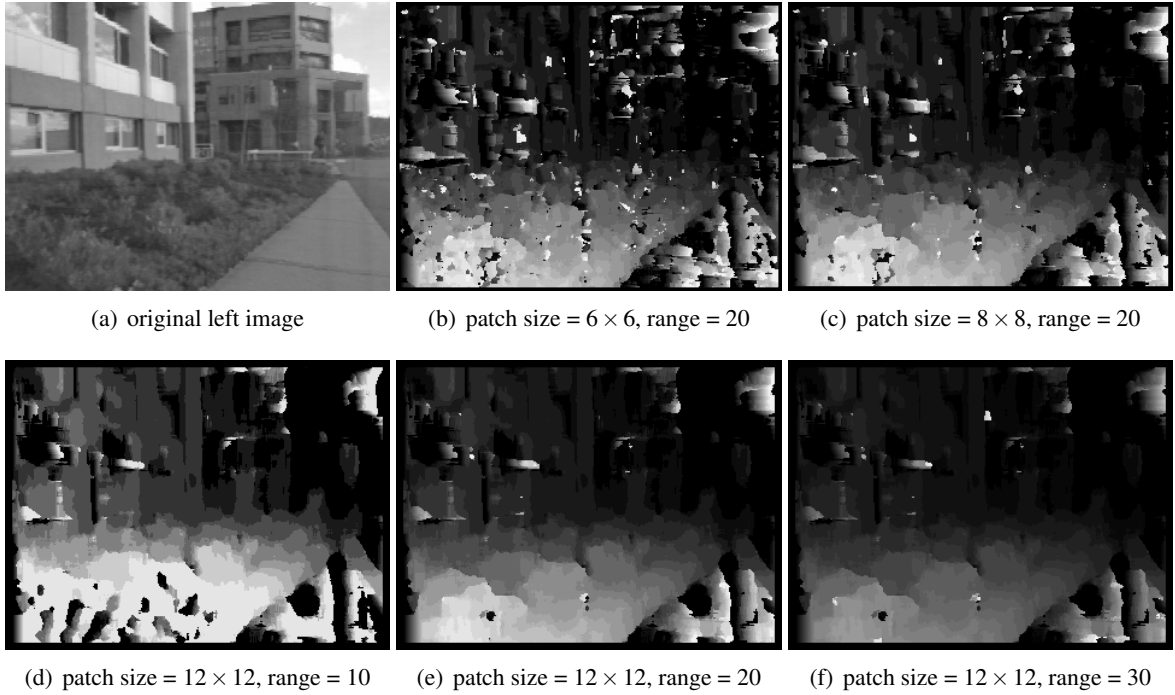 (a) original left image
(b) patch size = 6 × 6, range = 20
(c) patch size = 8 × 8, range = 20
(d) patch size = 12 × 12, range = 10
(e) patch size = 12 × 12, range = 20
(f) patch size = 12 × 12, range = 30